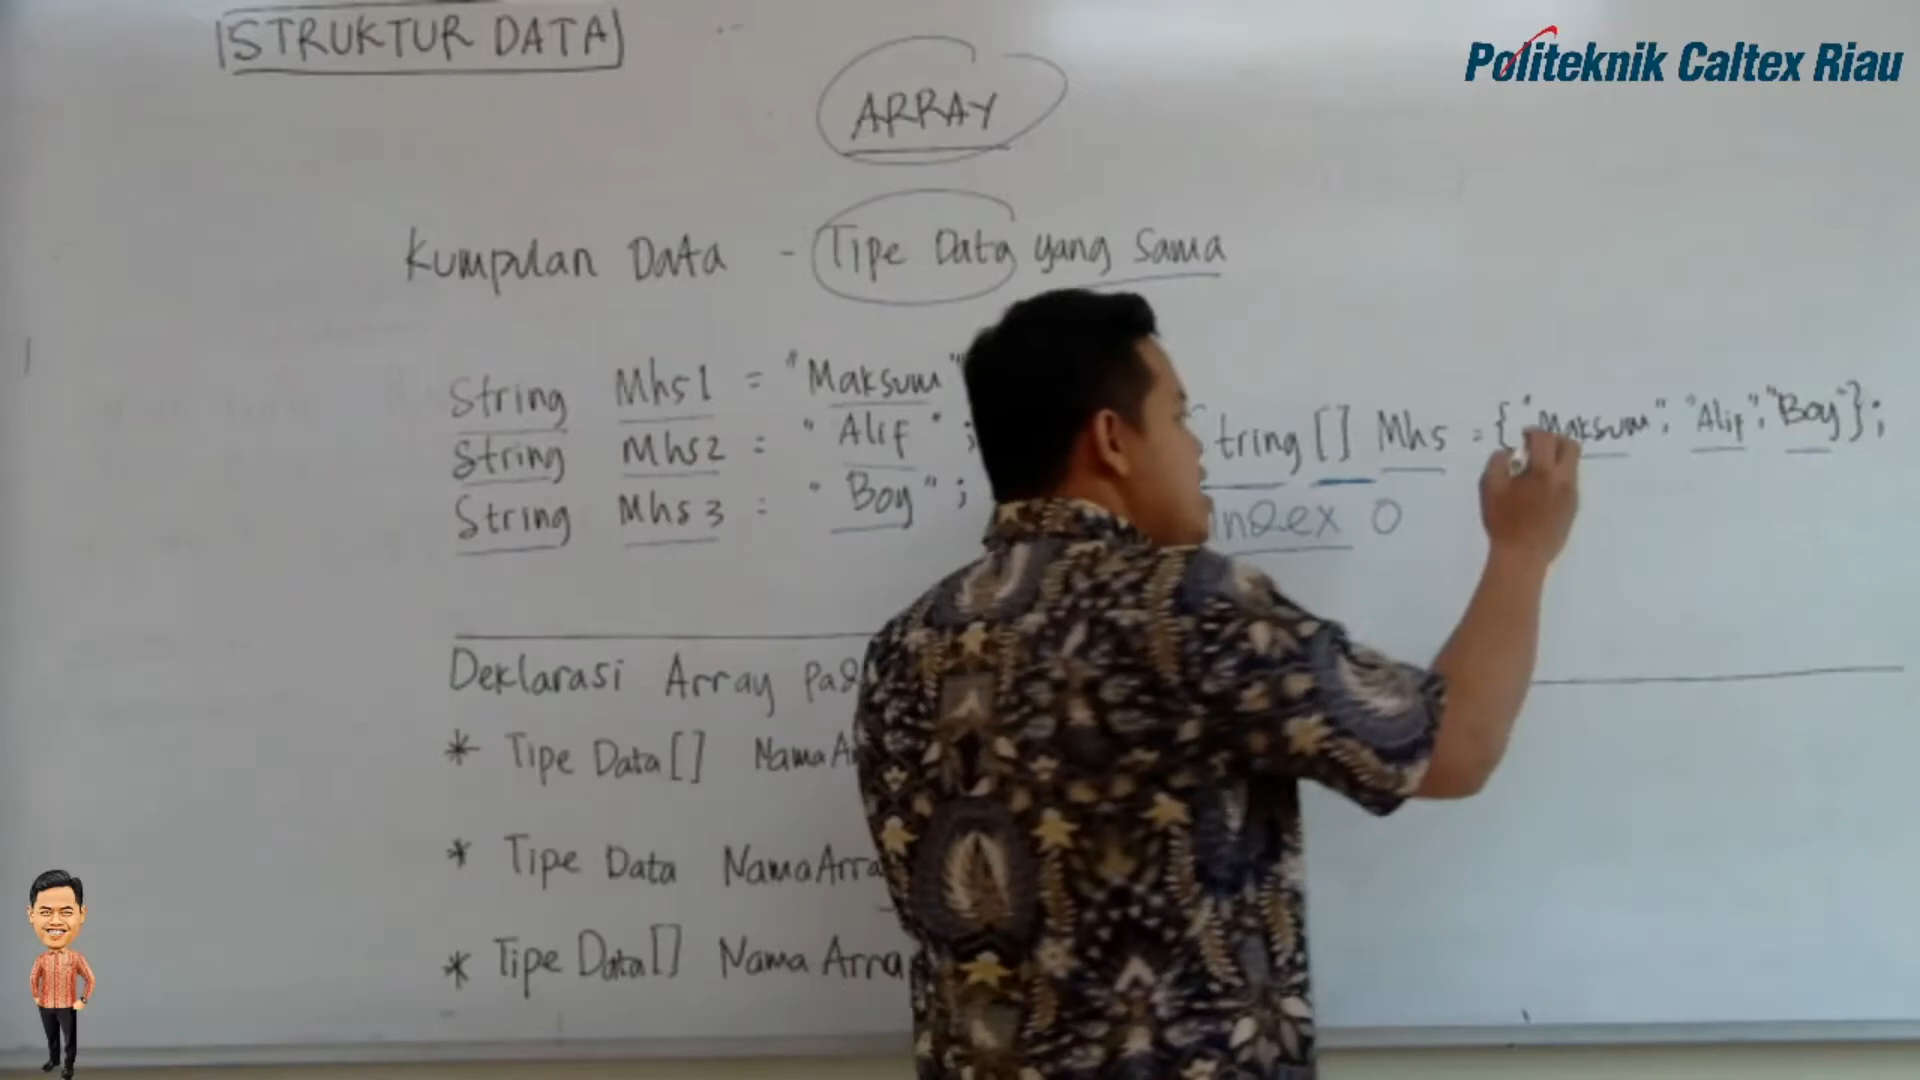 STRUKTUR DATA
Politeknik Caltex Riau
ARRAY
Kumpulan Data - Tipe Data yang sama
String Mhs1 = "Maksum"
String Mhs2 = "Alif";
String Mhs3 = "Boy";
tring [] Mhs = {"Maksum", "Alif", "Boy"};
index 0
Deklarasi Array Pad
* Tipe Data[] Nama Ar
* Tipe Data NamaArra
* Tipe Data[] Nama Arra